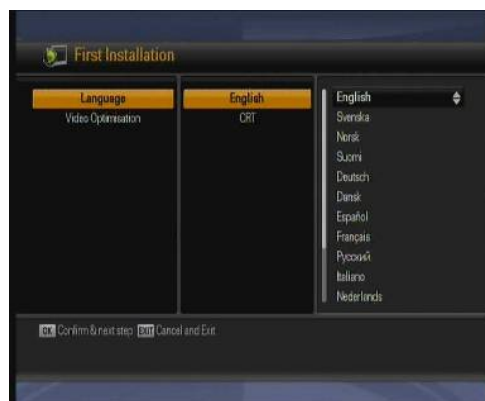 First Installation
Language
Video Optimisation
English
CRT
English
Svenska
Norsk
Suomi
Deutsch
Dansk
Español
Français
Русский
Italiano
Nederlands
OK Confirm & next step EXIT Cancel and Exit